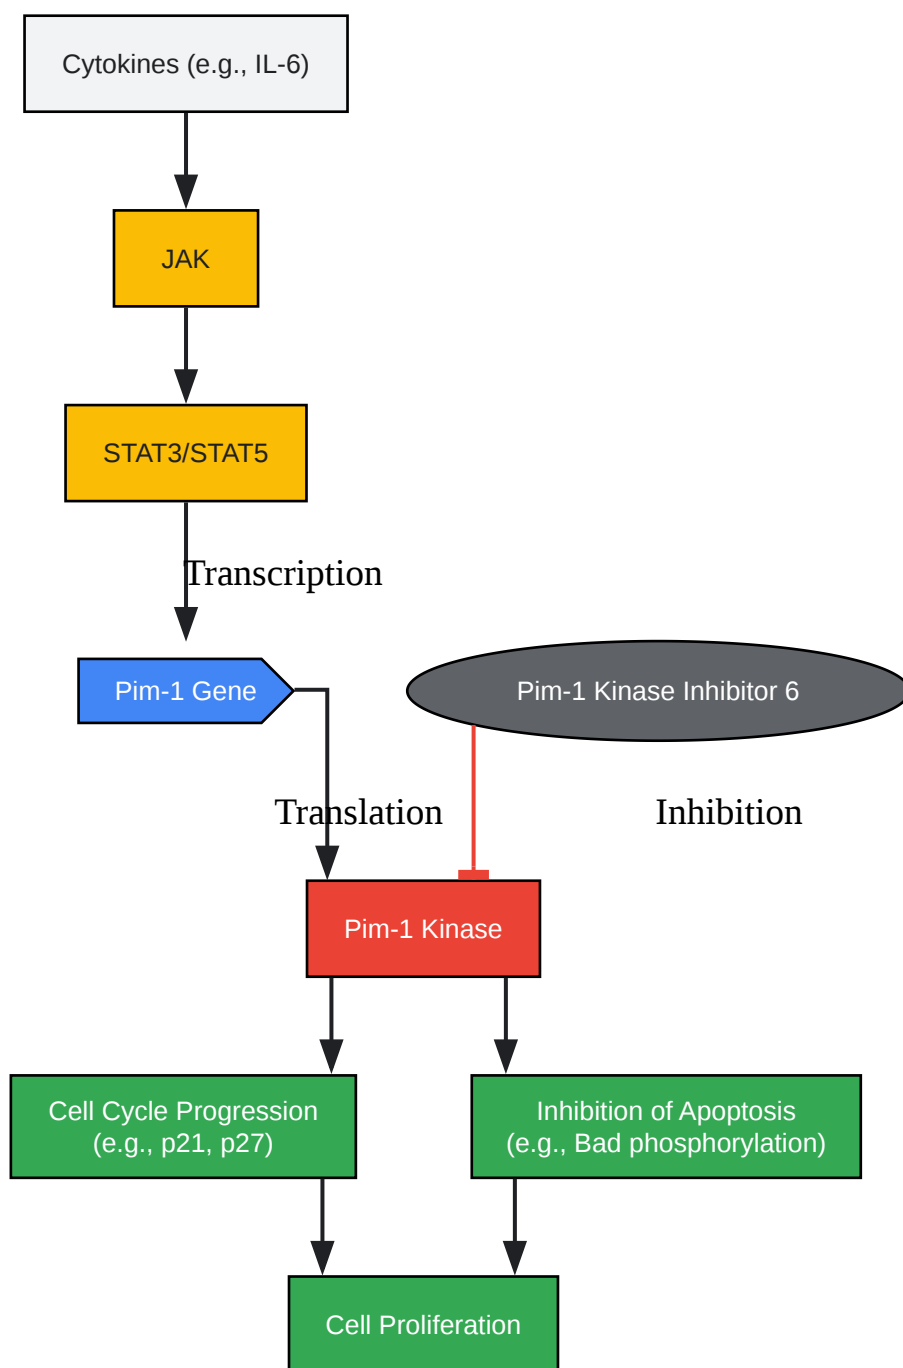 Cytokines (e.g., IL-6)
JAK
STAT3/STAT5
Transcription
Pim-1 Gene
Pim-1 Kinase Inhibitor 6
Translation
Inhibition
Pim-1 Kinase
Cell Cycle Progression
(e.g., p21, p27)
Inhibition of Apoptosis
(e.g., Bad phosphorylation)
Cell Proliferation